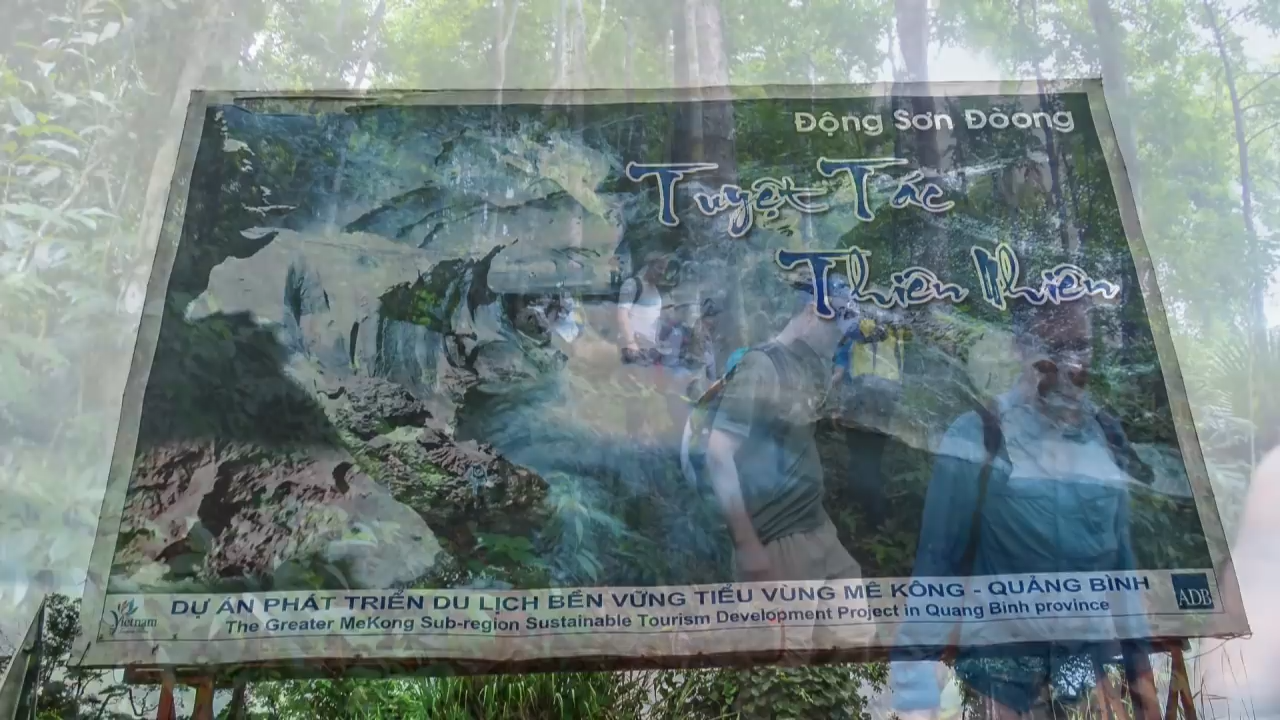 Động Sơn Đòong
Tuyệt Tác
Thiên Nhiên
DỰ ÁN PHÁT TRIỂN DU LỊCH BỀN VỮNG TIỂU VÙNG MÊ KÔNG - QUẢNG BÌNH
The Greater MeKong Sub-region Sustainable Tourism Development Project in Quang Binh province
Vietnam
ADB